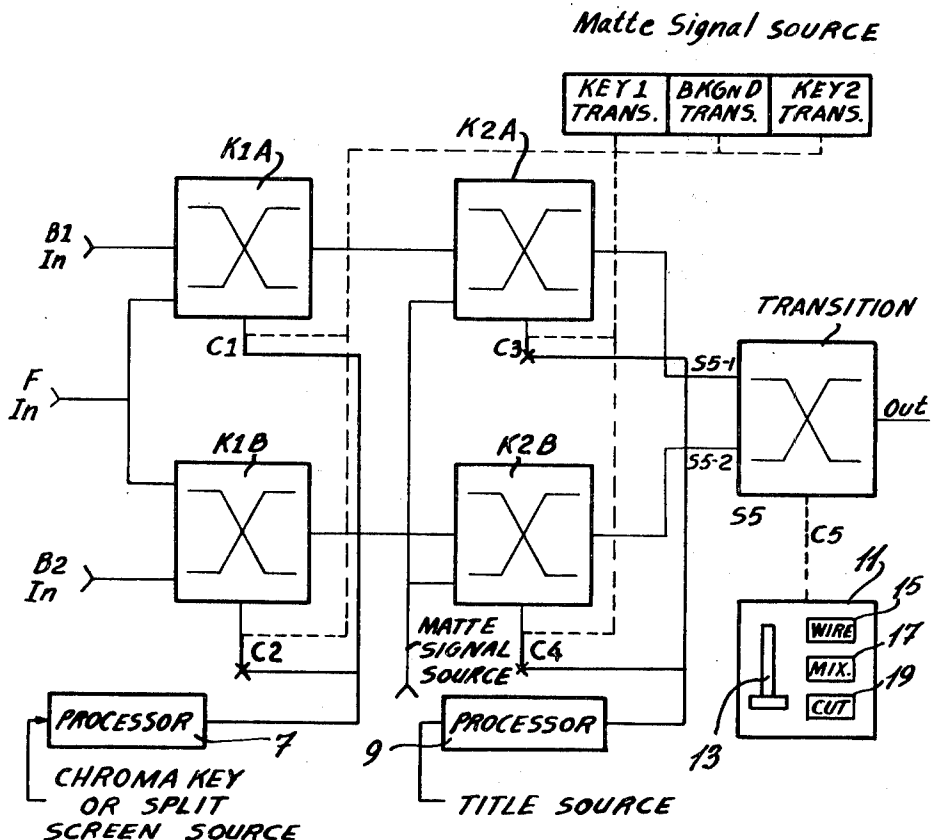 Matte Signal SOURCE
KEY 1
TRANS.
BKGND
TRANS.
KEY 2
TRANS.
K1A
K2A
B1
In
C1
C3
TRANSITION
F
In
S5-1
Out
K1B
K2B
S5-2
S5
C5
B2
In
11
15
WIRE
17
MIX.
19
CUT
13
C2
MATTE
SIGNAL
SOURCE
C4
PROCESSOR
7
9
PROCESSOR
CHROMA KEY
OR SPLIT
SCREEN SOURCE
TITLE SOURCE